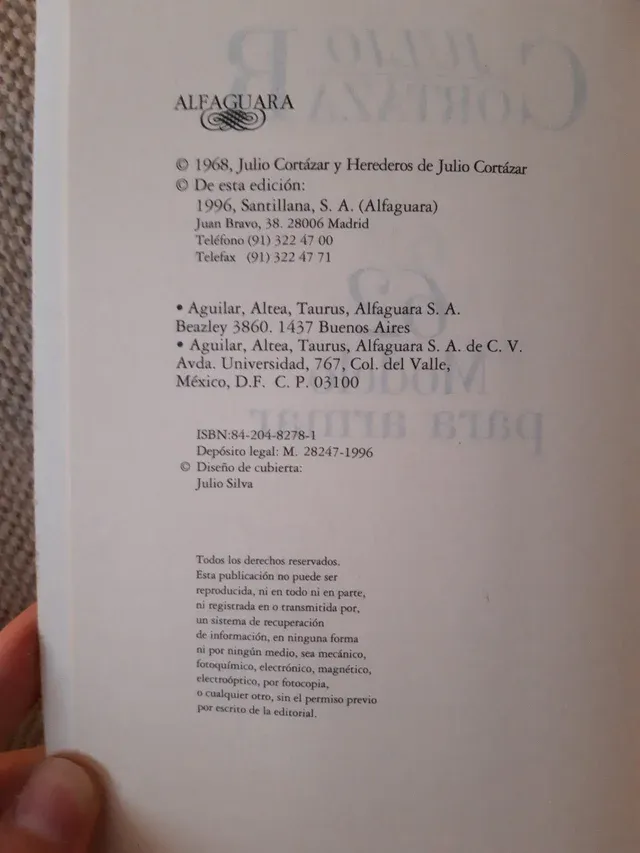 ALFAGUARA
© 1968, Julio Cortázar y Herederos de Julio Cortázar
© De esta edición:
1996, Santillana, S. A. (Alfaguara)
Juan Bravo, 38. 28006 Madrid
Teléfono (91) 322 47 00
Telefax (91) 322 47 71
• Aguilar, Altea, Taurus, Alfaguara S. A.
Beazley 3860. 1437 Buenos Aires
• Aguilar, Altea, Taurus, Alfaguara S. A. de C. V.
Avda. Universidad, 767, Col. del Valle,
México, D.F. C. P. 03100
ISBN:84-204-8278-1
Depósito legal: M. 28247-1996
© Diseño de cubierta:
Julio Silva
Todos los derechos reservados.
Esta publicación no puede ser
reproducida, ni en todo ni en parte,
ni registrada en o transmitida por,
un sistema de recuperación
de información, en ninguna forma
ni por ningún medio, sea mecánico,
fotoquímico, electrónico, magnético,
electroóptico, por fotocopia,
o cualquier otro, sin el permiso previo
por escrito de la editorial.
JULIO
CORTÁZAR
62
Modelo
para armar